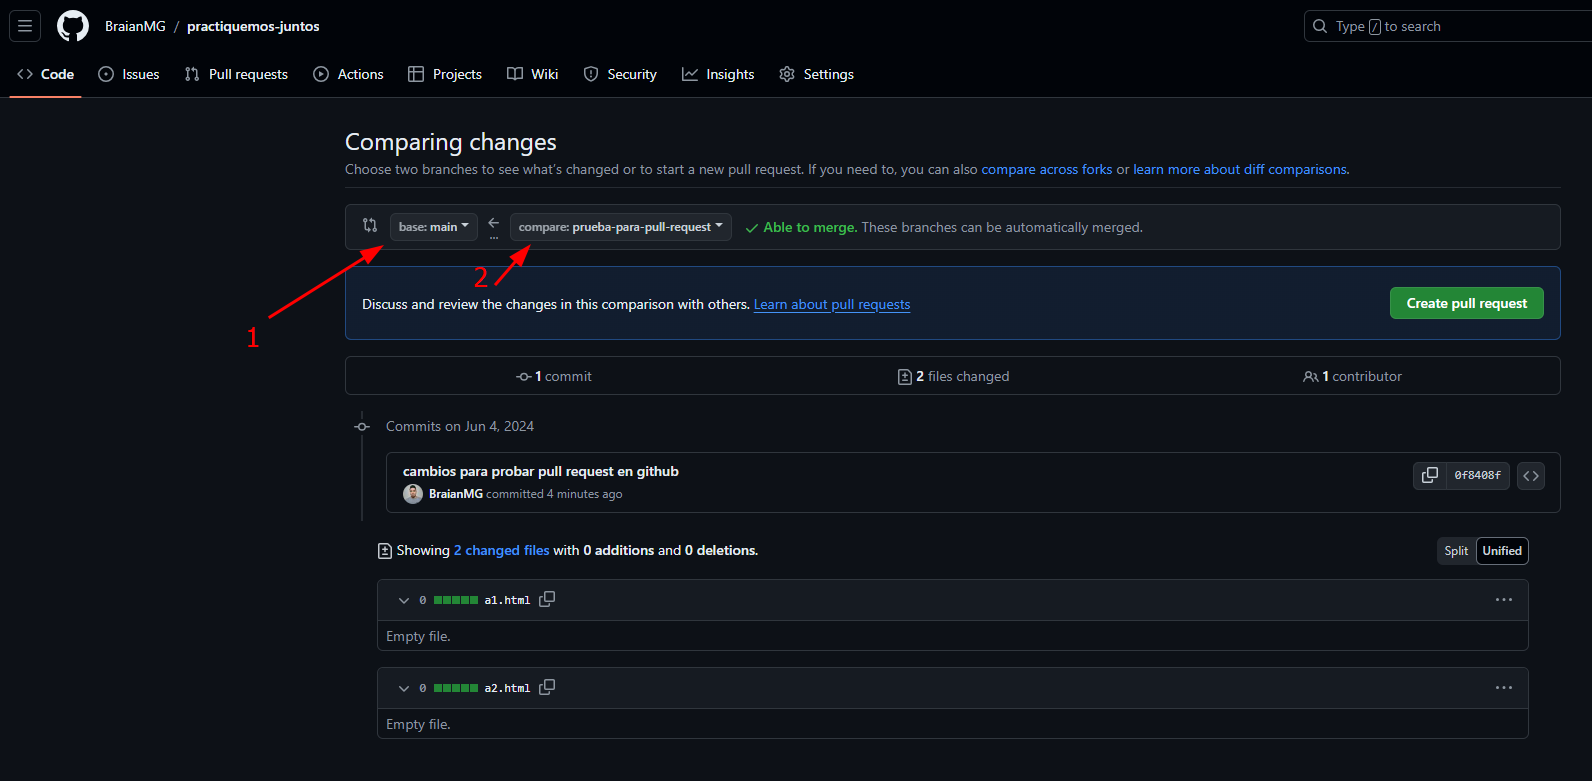 BraianMG / practiquemos-juntos
Type / to search
Code Issues Pull requests Actions Projects Wiki Security Insights Settings
Comparing changes
Choose two branches to see what's changed or to start a new pull request. If you need to, you can also compare across forks or learn more about diff comparisons.
base: main ... compare: prueba-para-pull-request Able to merge. These branches can be automatically merged.
1
2
Discuss and review the changes in this comparison with others. Learn about pull requests
Create pull request
1 commit 2 files changed 1 contributor
Commits on Jun 4, 2024
cambios para probar pull request en github
BraianMG committed 4 minutes ago
0f8408f
Showing 2 changed files with 0 additions and 0 deletions.
Split Unified
0 a1.html
Empty file.
0 a2.html
Empty file.